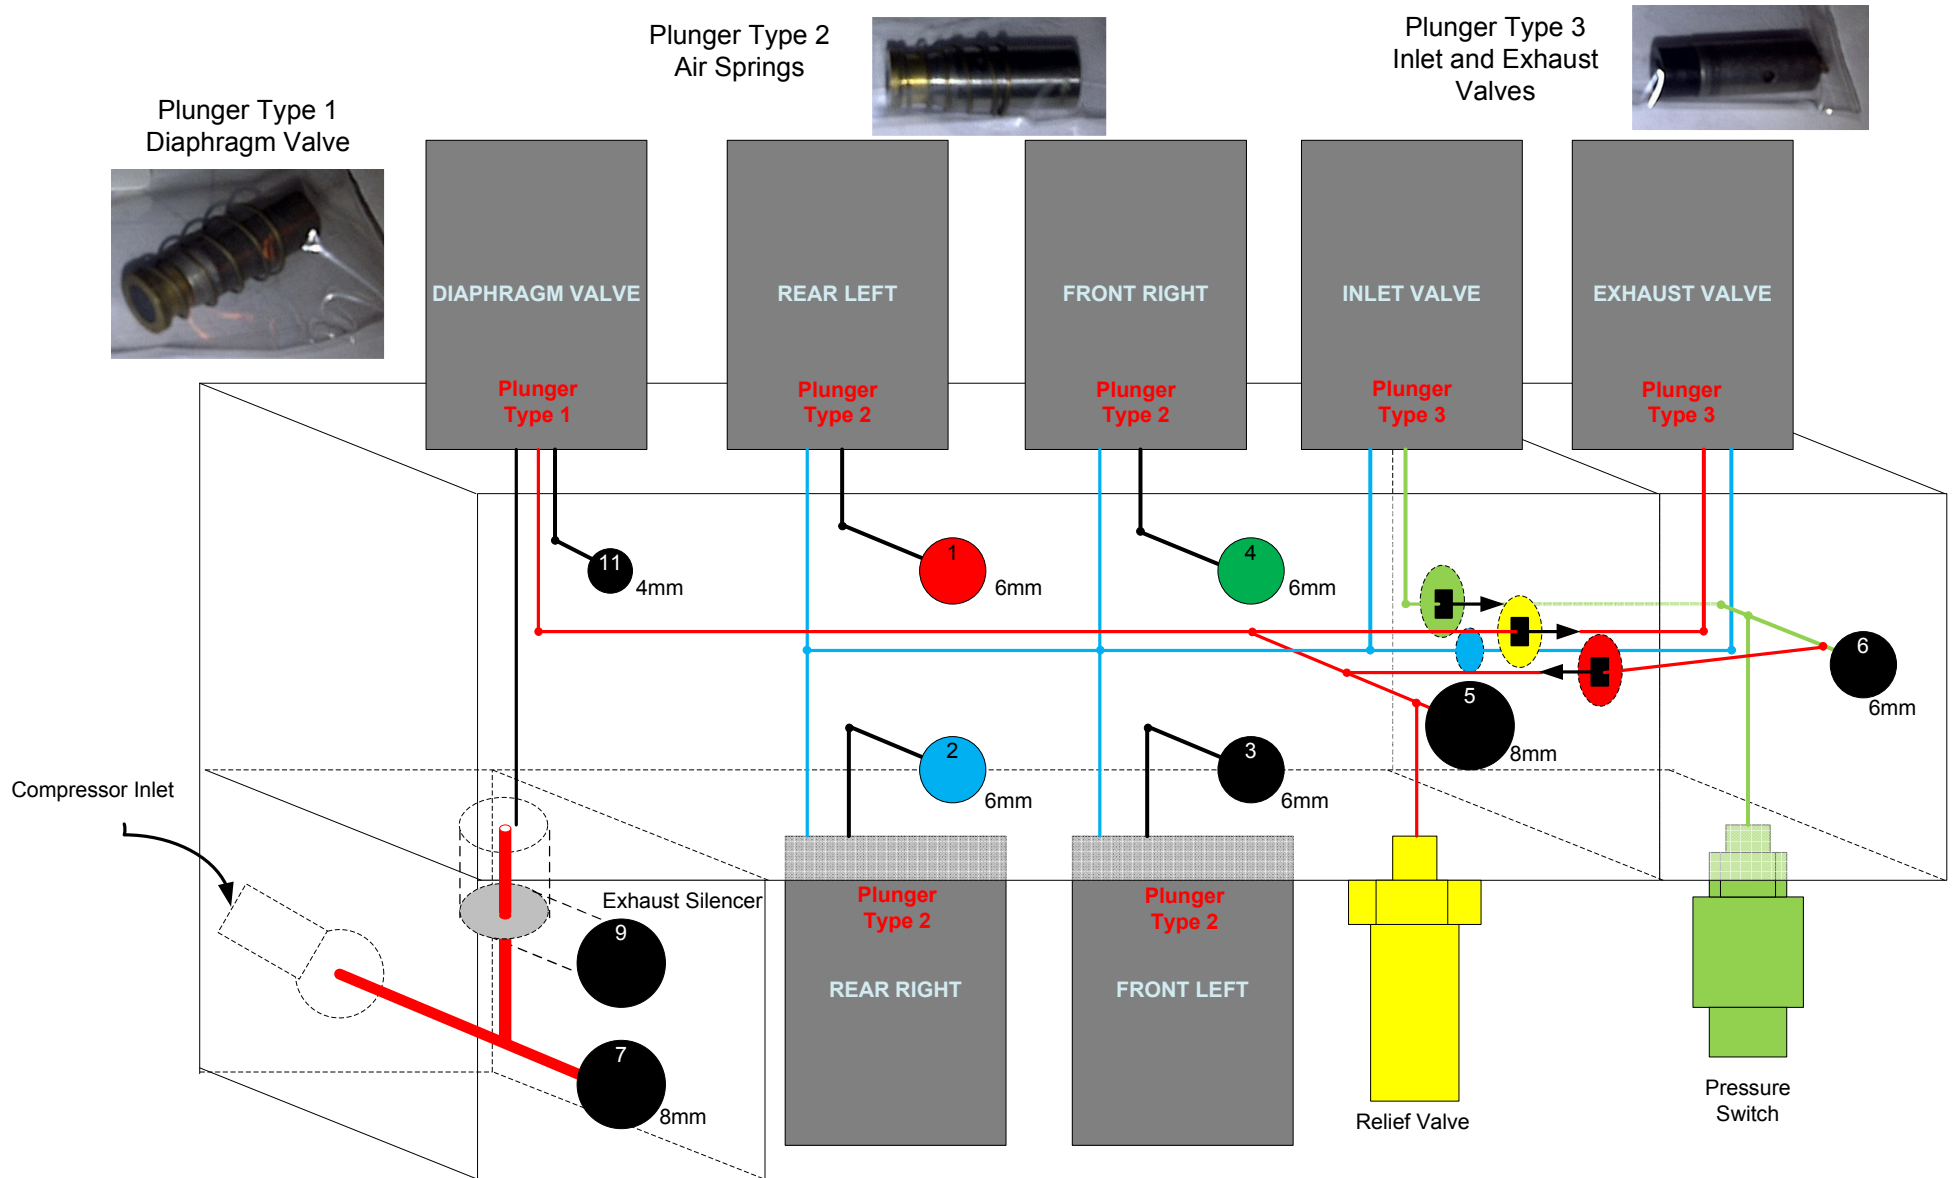 Plunger Type 1
Diaphragm Valve
Plunger Type 2
Air Springs
Plunger Type 3
Inlet and Exhaust
Valves
DIAPHRAGM VALVE
REAR LEFT
FRONT RIGHT
INLET VALVE
EXHAUST VALVE
Plunger
Type 1
Plunger
Type 2
Plunger
Type 2
Plunger
Type 3
Plunger
Type 3
11
4mm
1
6mm
4
6mm
6
6mm
5
8mm
2
6mm
3
6mm
Compressor Inlet
Exhaust Silencer
9
7
8mm
Plunger
Type 2
REAR RIGHT
Plunger
Type 2
FRONT LEFT
Relief Valve
Pressure
Switch